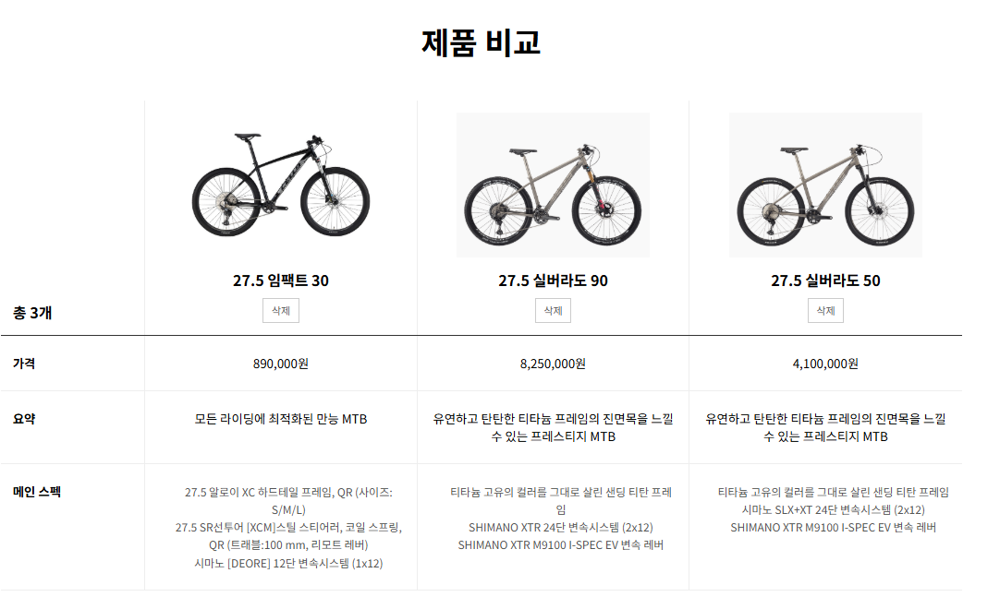 제품 비교
27.5 임팩트 30
27.5 실버라도 90
27.5 실버라도 50
총 3개
삭제
삭제
삭제
가격
890,000원
8,250,000원
4,100,000원
요약
모든 라이딩에 최적화된 만능 MTB
유연하고 탄탄한 티타늄 프레임의 진면목을 느낄
수 있는 프레스티지 MTB
유연하고 탄탄한 티타늄 프레임의 진면목을 느낄
수 있는 프레스티지 MTB
메인 스펙
27.5 알로이 XC 하드테일 프레임, QR (사이즈:
S/M/L)
27.5 SR선투어 [XCM]스틸 스티어러, 코일 스프링,
QR (트래블:100 mm, 리모트 레버)
시마노 [DEORE] 12단 변속시스템 (1x12)
티타늄 고유의 컬러를 그대로 살린 샌딩 티탄 프레
임
SHIMANO XTR 24단 변속시스템 (2x12)
SHIMANO XTR M9100 I-SPEC EV 변속 레버
티타늄 고유의 컬러를 그대로 살린 샌딩 티탄 프레임
시마노 SLX+XT 24단 변속시스템 (2x12)
SHIMANO XTR M9100 I-SPEC EV 변속 레버